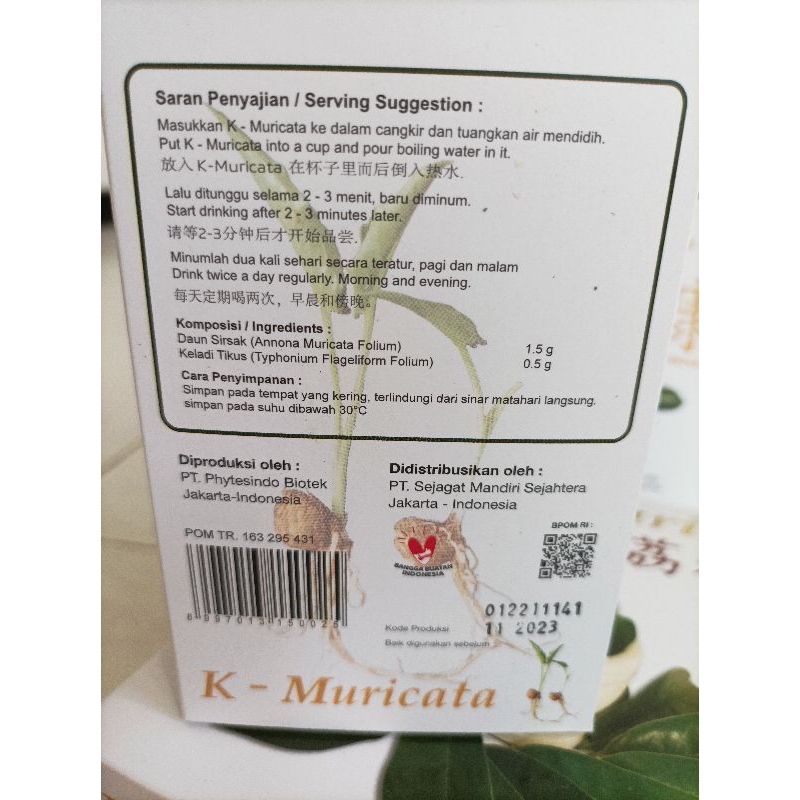 Saran Penyajian / Serving Suggestion :
Masukkan K - Muricata ke dalam cangkir dan tuangkan air mendidih.
Put K - Muricata into a cup and pour boiling water in it.
放入 K-Muricata 在杯子里而后倒入热水.
Lalu ditunggu selama 2 - 3 menit, baru diminum.
Start drinking after 2 - 3 minutes later.
请等2-3分钟后才开始品尝.
Minumlah dua kali sehari secara teratur, pagi dan malam
Drink twice a day regularly. Morning and evening.
每天定期喝两次，早晨和傍晚。
Komposisi / Ingredients :
Daun Sirsak (Annona Muricata Folium) 1.5 g
Keladi Tikus (Typhonium Flageliform Folium) 0.5 g
Cara Penyimpanan :
Simpan pada tempat yang kering, terlindungi dari sinar matahari langsung.
simpan pada suhu dibawah 30°C
Diproduksi oleh :
PT. Phytesindo Biotek
Jakarta-Indonesia
Didistribusikan oleh :
PT. Sejagat Mandiri Sejahtera
Jakarta - Indonesia
POM TR. 163 295 431
8 997013 150025
BANGGA BUATAN
INDONESIA
BPOM RI :
Kode Produksi 012211141
Baik digunakan sebelum : 11 2023
K - Muricata